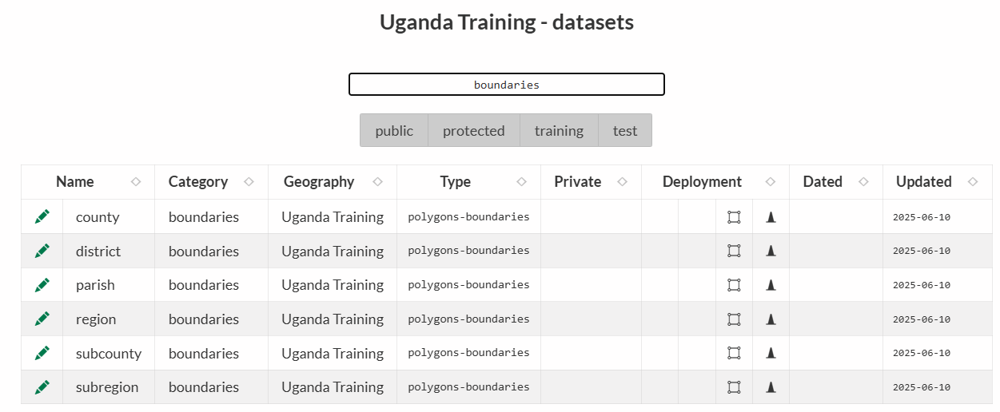 Uganda Training - datasets
boundaries
public protected training test
Name Category Geography Type Private Deployment Dated Updated
county boundaries Uganda Training polygons-boundaries 2025-06-10
district boundaries Uganda Training polygons-boundaries 2025-06-10
parish boundaries Uganda Training polygons-boundaries 2025-06-10
region boundaries Uganda Training polygons-boundaries 2025-06-10
subcounty boundaries Uganda Training polygons-boundaries 2025-06-10
subregion boundaries Uganda Training polygons-boundaries 2025-06-10